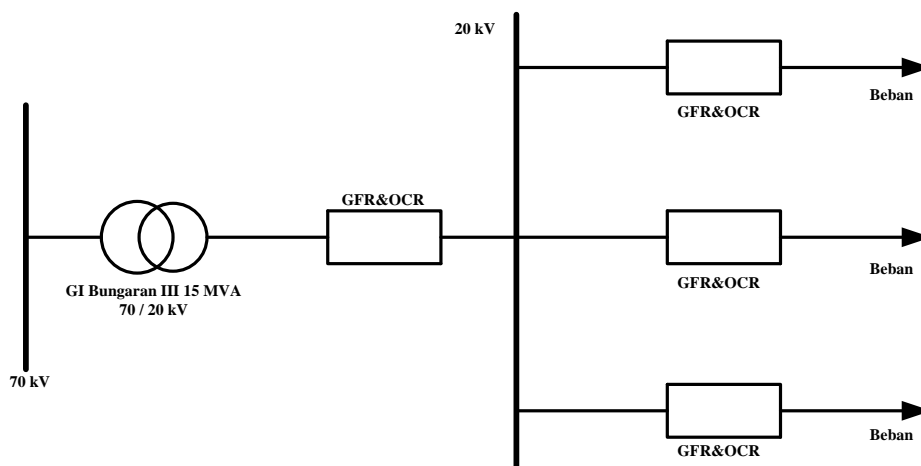 20 kV
GFR&OCR
Beban
GFR&OCR
GFR&OCR
Beban
GI Bungaran III 15 MVA
70 / 20 kV
70 kV
GFR&OCR
Beban